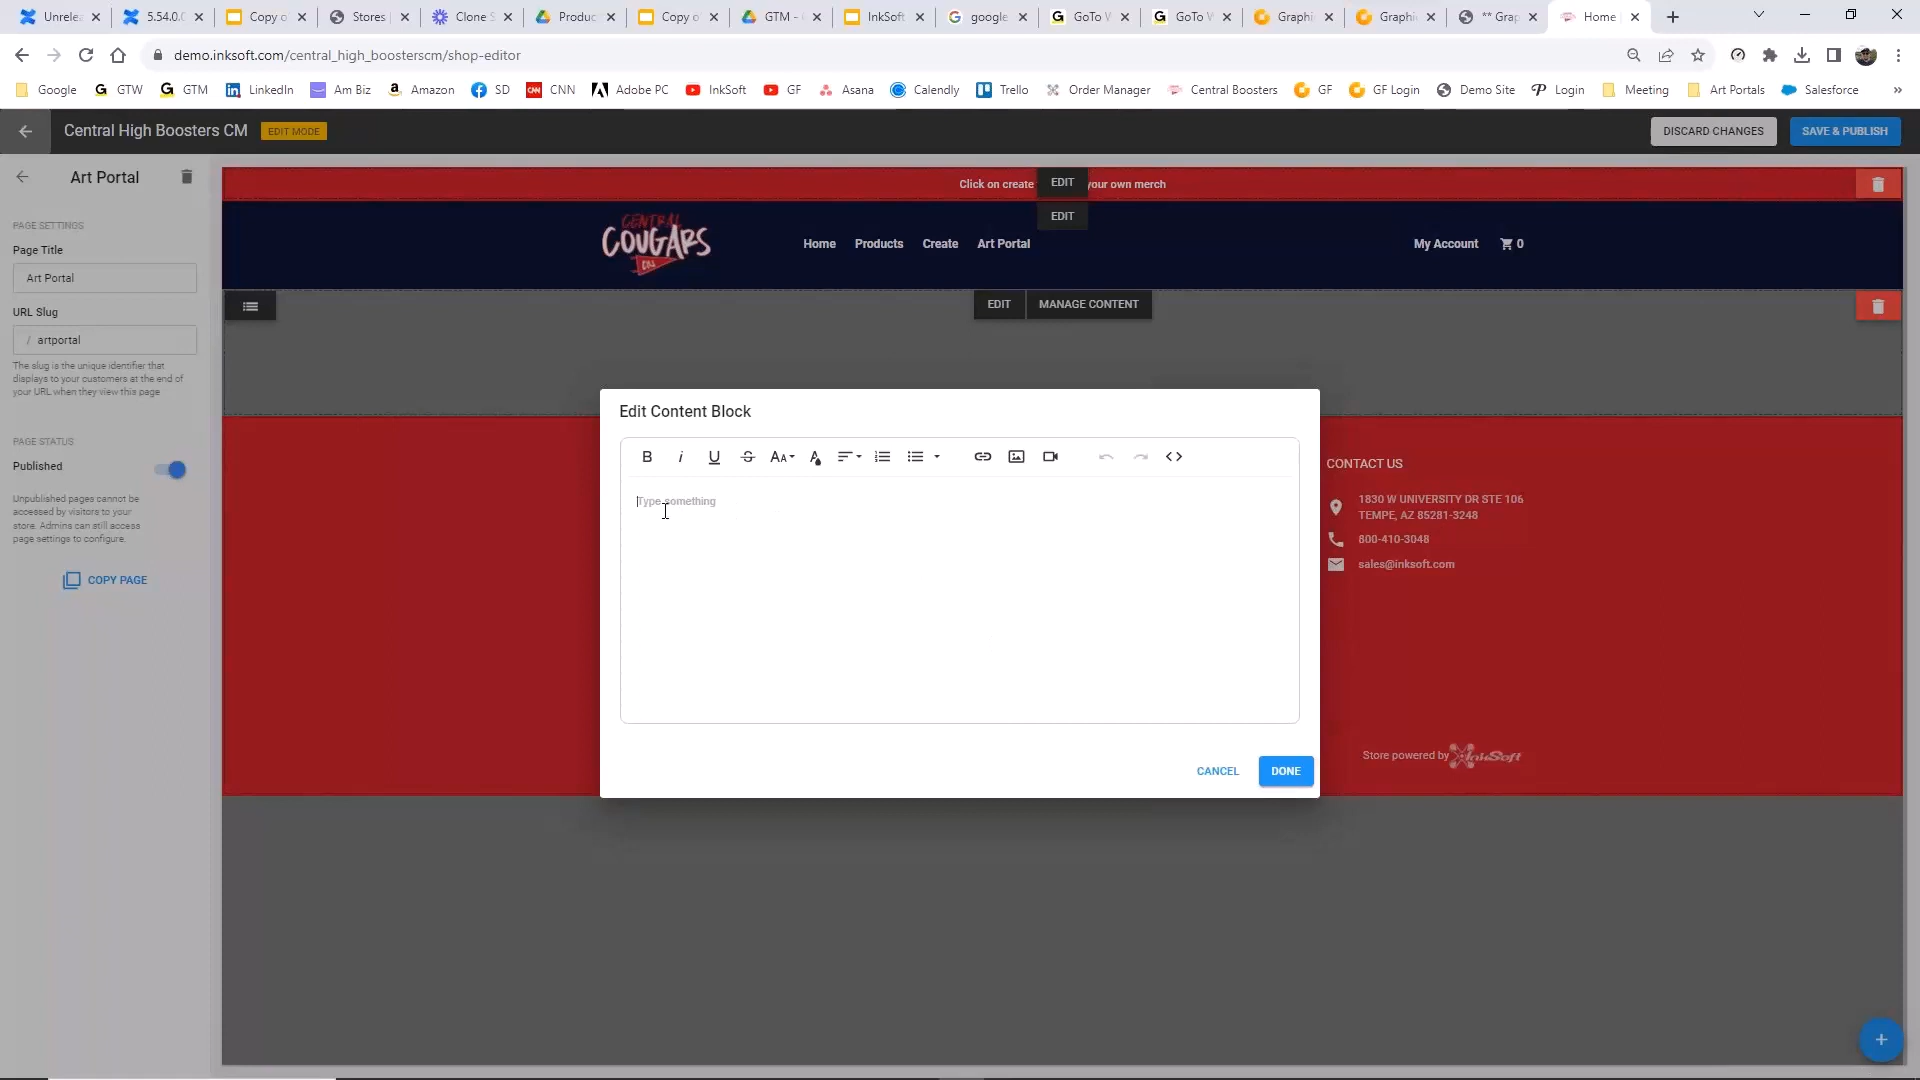 Unrelea
5.54.0.0
Copy o
Stores
Clone S
Produc
Copy o
GTM -
InkSoft
google
GoTo W
GoTo W
Graphi
Graphi
** Grap
Home
demo.inksoft.com/central_high_boosterscm/shop-editor
Google
GTW
GTM
LinkedIn
Am Biz
Amazon
SD
CNN
Adobe PC
InkSoft
GF
Asana
Calendly
Trello
Order Manager
Central Boosters
GF
GF Login
Demo Site
Login
Meeting
Art Portals
Salesforce
Central High Boosters CM
EDIT MODE
DISCARD CHANGES
SAVE & PUBLISH
Art Portal
PAGE SETTINGS
Page Title
Art Portal
URL Slug
/ artportal
The slug is the unique identifier that
displays to your customers at the end of
your URL when they view this page
PAGE STATUS
Published
Unpublished pages cannot be
accessed by visitors to your
store. Admins can still access
page settings to configure.
COPY PAGE
Click on create
EDIT
your own merch
EDIT
CENTRAL
COUGARS
Home
Products
Create
Art Portal
My Account
0
EDIT
MANAGE CONTENT
Edit Content Block
Type something
CANCEL
DONE
CONTACT US
1830 W UNIVERSITY DR STE 106
TEMPE, AZ 85281-3248
800-410-3048
sales@inksoft.com
Store powered by InkSoft